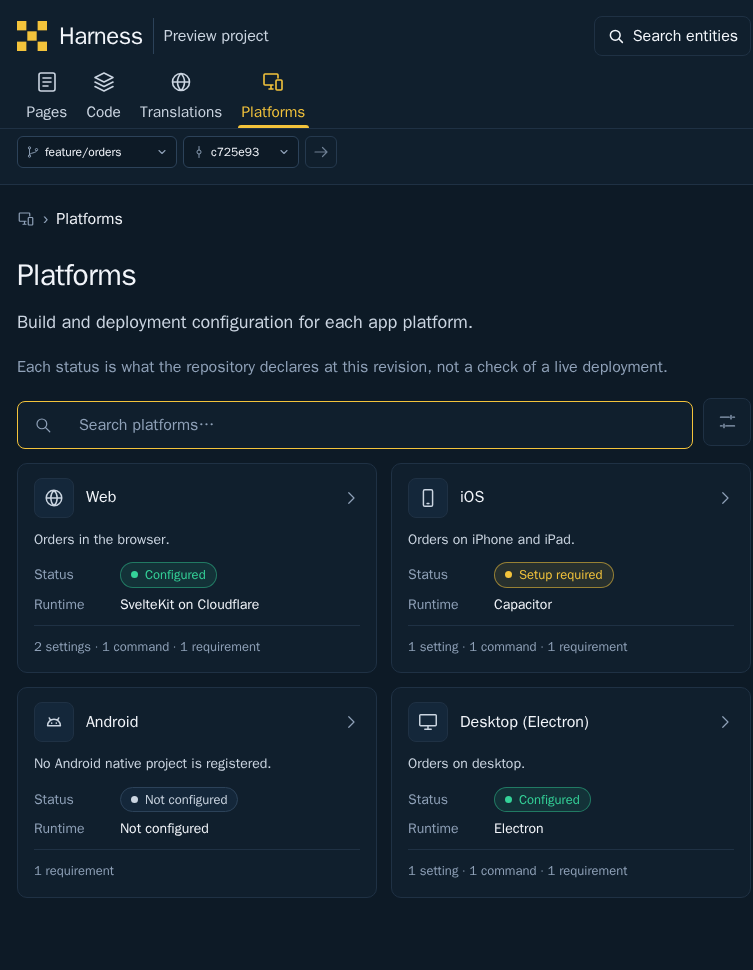 Harness
Preview project
Search entities
Pages
Code
Translations
Platforms
feature/orders
c725e93
› Platforms
Platforms
Build and deployment configuration for each app platform.
Each status is what the repository declares at this revision, not a check of a live deployment.
Search platforms···
Web
Orders in the browser.
Status Configured
Runtime SvelteKit on Cloudflare
2 settings · 1 command · 1 requirement
iOS
Orders on iPhone and iPad.
Status Setup required
Runtime Capacitor
1 setting · 1 command · 1 requirement
Android
No Android native project is registered.
Status Not configured
Runtime Not configured
1 requirement
Desktop (Electron)
Orders on desktop.
Status Configured
Runtime Electron
1 setting · 1 command · 1 requirement